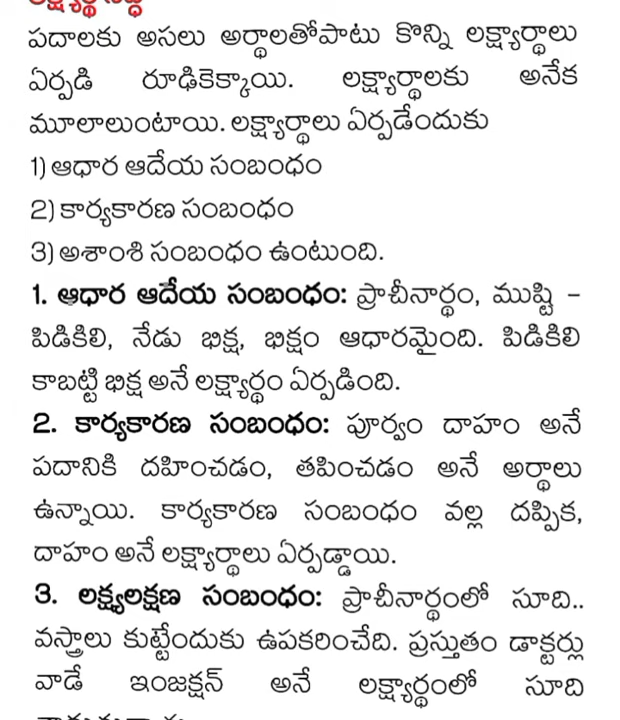 పదాలకు అసలు అర్థాలతోపాటు కొన్ని లక్ష్యార్థాలు
ఏర్పడి రూఢికెక్కాయి. లక్ష్యార్థాలకు అనేక
మూలాలుంటాయి. లక్ష్యార్థాలు ఏర్పడేందుకు
1) ఆధార ఆదేయ సంబంధం
2) కార్యకారణ సంబంధం
3) అశాంశి సంబంధం ఉంటుంది.
1. ఆధార ఆదేయ సంబంధం: ప్రాచీనార్థం, ముష్టి -
పిడికిలి, నేడు భిక్ష, భిక్షం ఆధారమైంది. పిడికిలి
కాబట్టి భిక్ష అనే లక్ష్యార్థం ఏర్పడింది.
2. కార్యకారణ సంబంధం: పూర్వం దాహం అనే
పదానికి దహించడం, తపించడం అనే అర్థాలు
ఉన్నాయి. కార్యకారణ సంబంధం వల్ల దప్పిక,
దాహం అనే లక్ష్యార్థాలు ఏర్పడ్డాయి.
3. లక్ష్యలక్షణ సంబంధం: ప్రాచీనార్థంలో సూది..
వస్త్రాలు కుట్టేందుకు ఉపకరించేది. ప్రస్తుతం డాక్టర్లు
వాడే ఇంజక్షన్ అనే లక్ష్యార్థంలో సూది